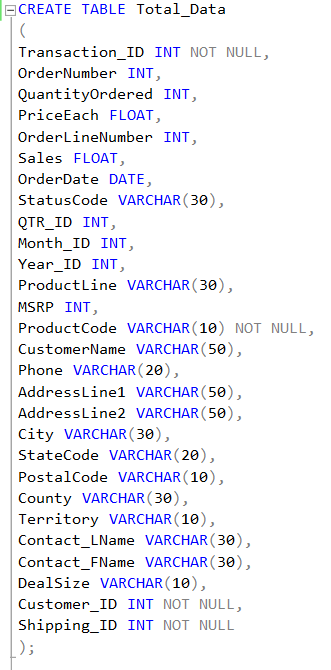 CREATE TABLE Total_Data
(
Transaction_ID INT NOT NULL,
OrderNumber INT,
QuantityOrdered INT,
PriceEach FLOAT,
OrderLineNumber INT,
Sales FLOAT,
OrderDate DATE,
StatusCode VARCHAR(30),
QTR_ID INT,
Month_ID INT,
Year_ID INT,
ProductLine VARCHAR(30),
MSRP INT,
ProductCode VARCHAR(10) NOT NULL,
CustomerName VARCHAR(50),
Phone VARCHAR(20),
AddressLine1 VARCHAR(50),
AddressLine2 VARCHAR(50),
City VARCHAR(30),
StateCode VARCHAR(20),
PostalCode VARCHAR(10),
County VARCHAR(30),
Territory VARCHAR(10),
Contact_LName VARCHAR(30),
Contact_FName VARCHAR(30),
DealSize VARCHAR(10),
Customer_ID INT NOT NULL,
Shipping_ID INT NOT NULL
);